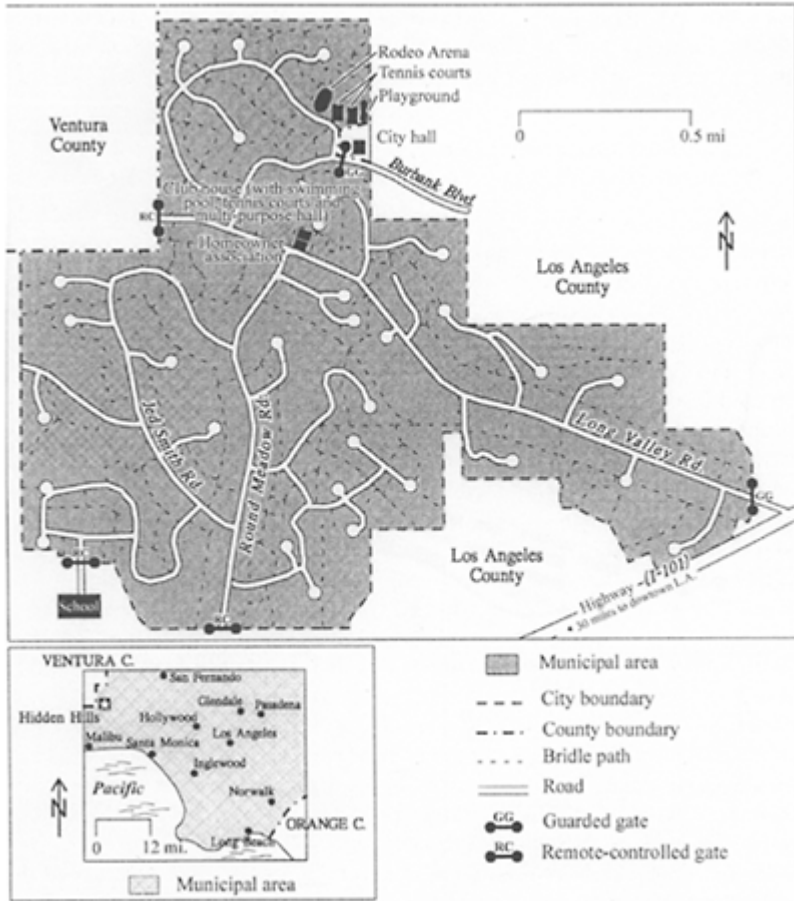 Rodeo Arena
Tennis courts
Playground
Ventura
County
City hall
0 0.5 mi
GG
Burbank Blvd
Club house (with swimming
pool, tennis courts and
multi-purpose hall)
RC
Homeowner
association
N
Los Angeles
County
Jed Smith Rd
Round Meadow Rd
Long Valley Rd
GG
Los Angeles
County
Highway (I-101)
30 miles to downtown L.A.
RC
School
RC
VENTURA C.
San Fernando
Glendale
Pasadena
Hidden Hills
Hollywood
Los Angeles
Malibu
Santa Monica
Inglewood
Pacific
Norwalk
N
ORANGE C.
0 12 mi.
Long Beach
Municipal area
Municipal area
City boundary
County boundary
Bridle path
Road
GG
Guarded gate
RC
Remote-controlled gate